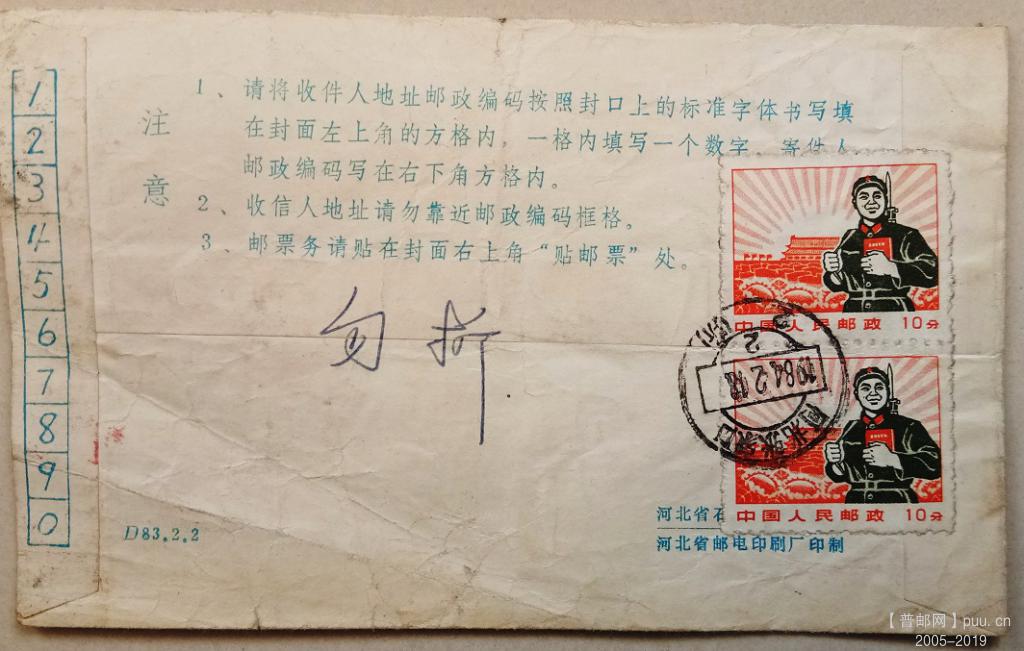 1
2
3
4
5
6
7
8
9
0
注
意
1、请将收件人地址邮政编码按照封口上的标准字体书写填
在封面左上角的方格内，一格内填写一个数字，寄件人
邮政编码写在右下角方格内。
2、收信人地址请勿靠近邮政编码框格。
3、邮票务请贴在封面右上角“贴邮票”处。
勿折
中国人民邮政 10分
1984.2.18
中国人民邮政 10分
D83.2.2
河北省石
河北省邮电印刷厂印制
【普邮网】puu.cn
2005-2019